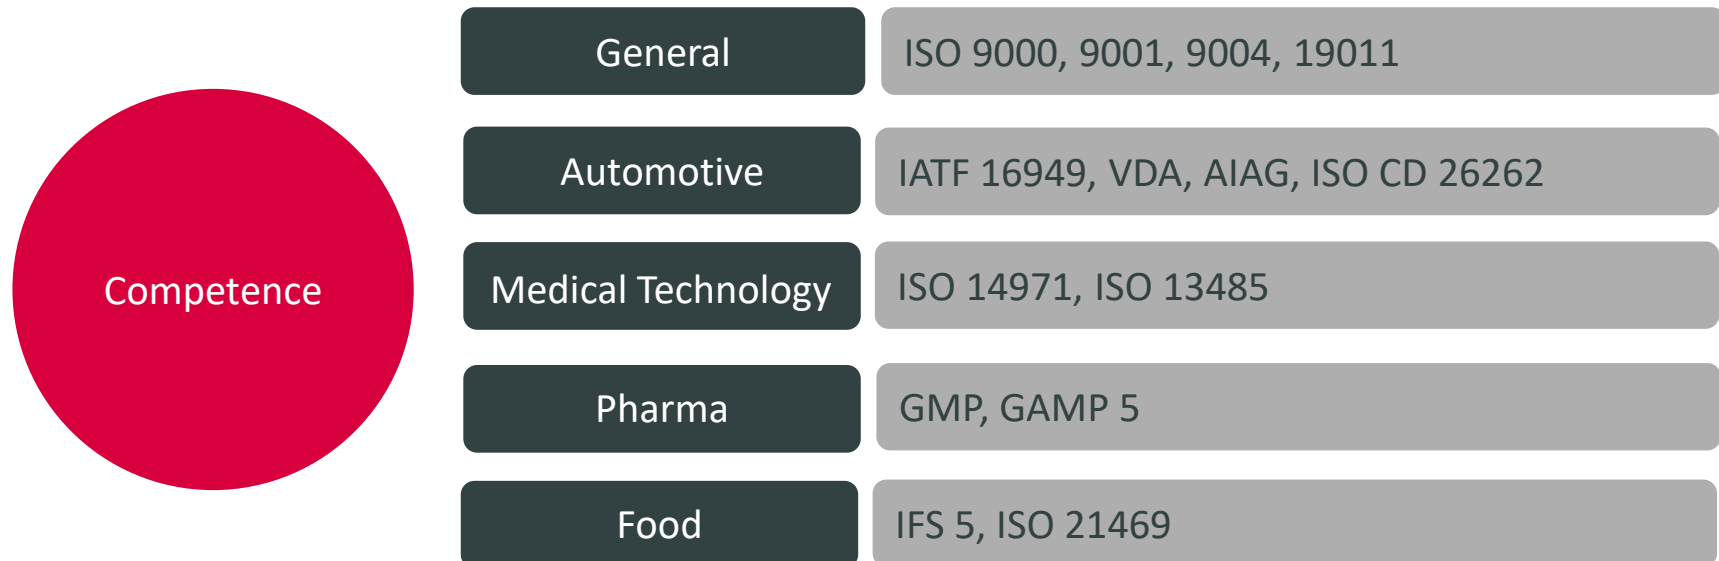 Competence
General
ISO 9000, 9001, 9004, 19011
Automotive
IATF 16949, VDA, AIAG, ISO CD 26262
Medical Technology
ISO 14971, ISO 13485
Pharma
GMP, GAMP 5
Food
IFS 5, ISO 21469